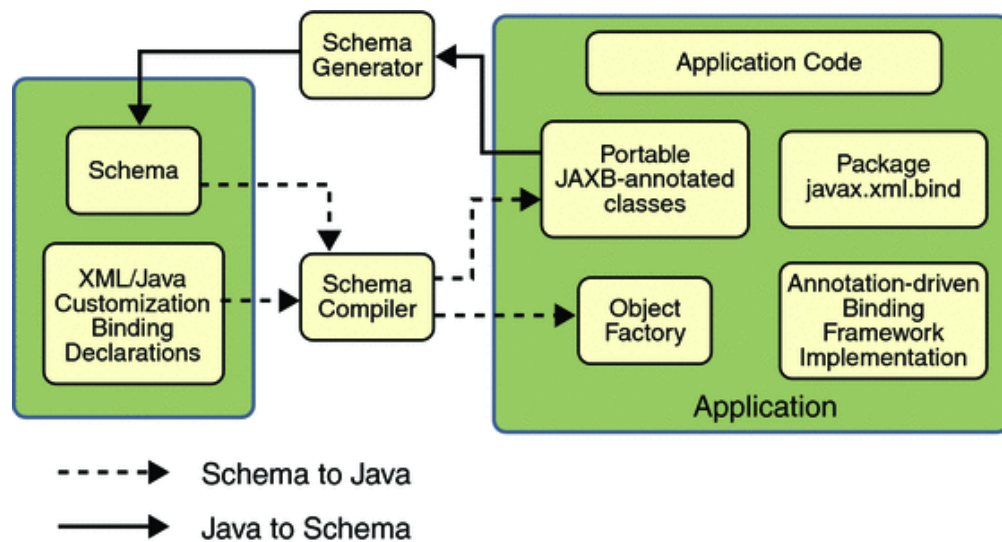 Schema
Generator
Application Code
Schema
Portable
JAXB-annotated
classes
Package
javax.xml.bind
XML/Java
Customization
Binding
Declarations
Schema
Compiler
Object
Factory
Annotation-driven
Binding
Framework
Implementation
Application
Schema to Java
Java to Schema